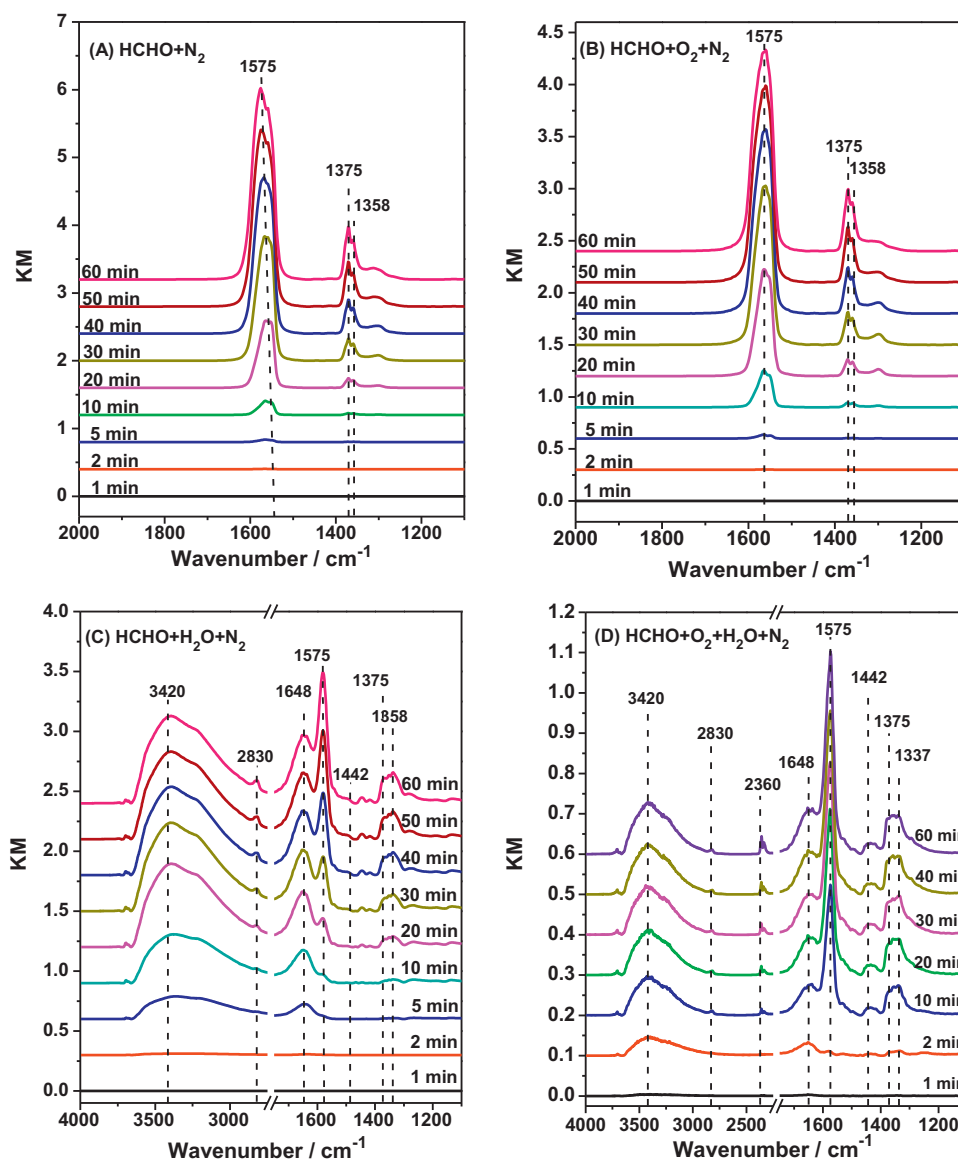 (A) HCHO+N2
1575
1375
1358
7
6
5
4
3
2
1
0
KM
60 min
50 min
40 min
30 min
20 min
10 min
5 min
2 min
1 min
2000 1800 1600 1400 1200
Wavenumber / cm-1
(B) HCHO+O2+N2
1575
1375
1358
4.5
4.0
3.5
3.0
2.5
2.0
1.5
1.0
0.5
0.0
KM
60 min
50 min
40 min
30 min
20 min
10 min
5 min
2 min
1 min
2000 1800 1600 1400 1200
Wavenumber / cm-1
(C) HCHO+H2O+N2
3420
2830
1648
1575
1442
1375
1858
4.0
3.5
3.0
2.5
2.0
1.5
1.0
0.5
0.0
KM
60 min
50 min
40 min
30 min
20 min
10 min
5 min
2 min
1 min
4000 3000 1600 1400 1200
Wavenumber / cm-1
(D) HCHO+O2+H2O+N2
1575
3420
2830
2360
1648
1442
1375
1337
1.2
1.1
1.0
0.9
0.8
0.7
0.6
0.5
0.4
0.3
0.2
0.1
0.0
KM
60 min
40 min
30 min
20 min
10 min
2 min
1 min
4000 3500 3000 2500 1600 1400 1200
Wavenumber / cm-1